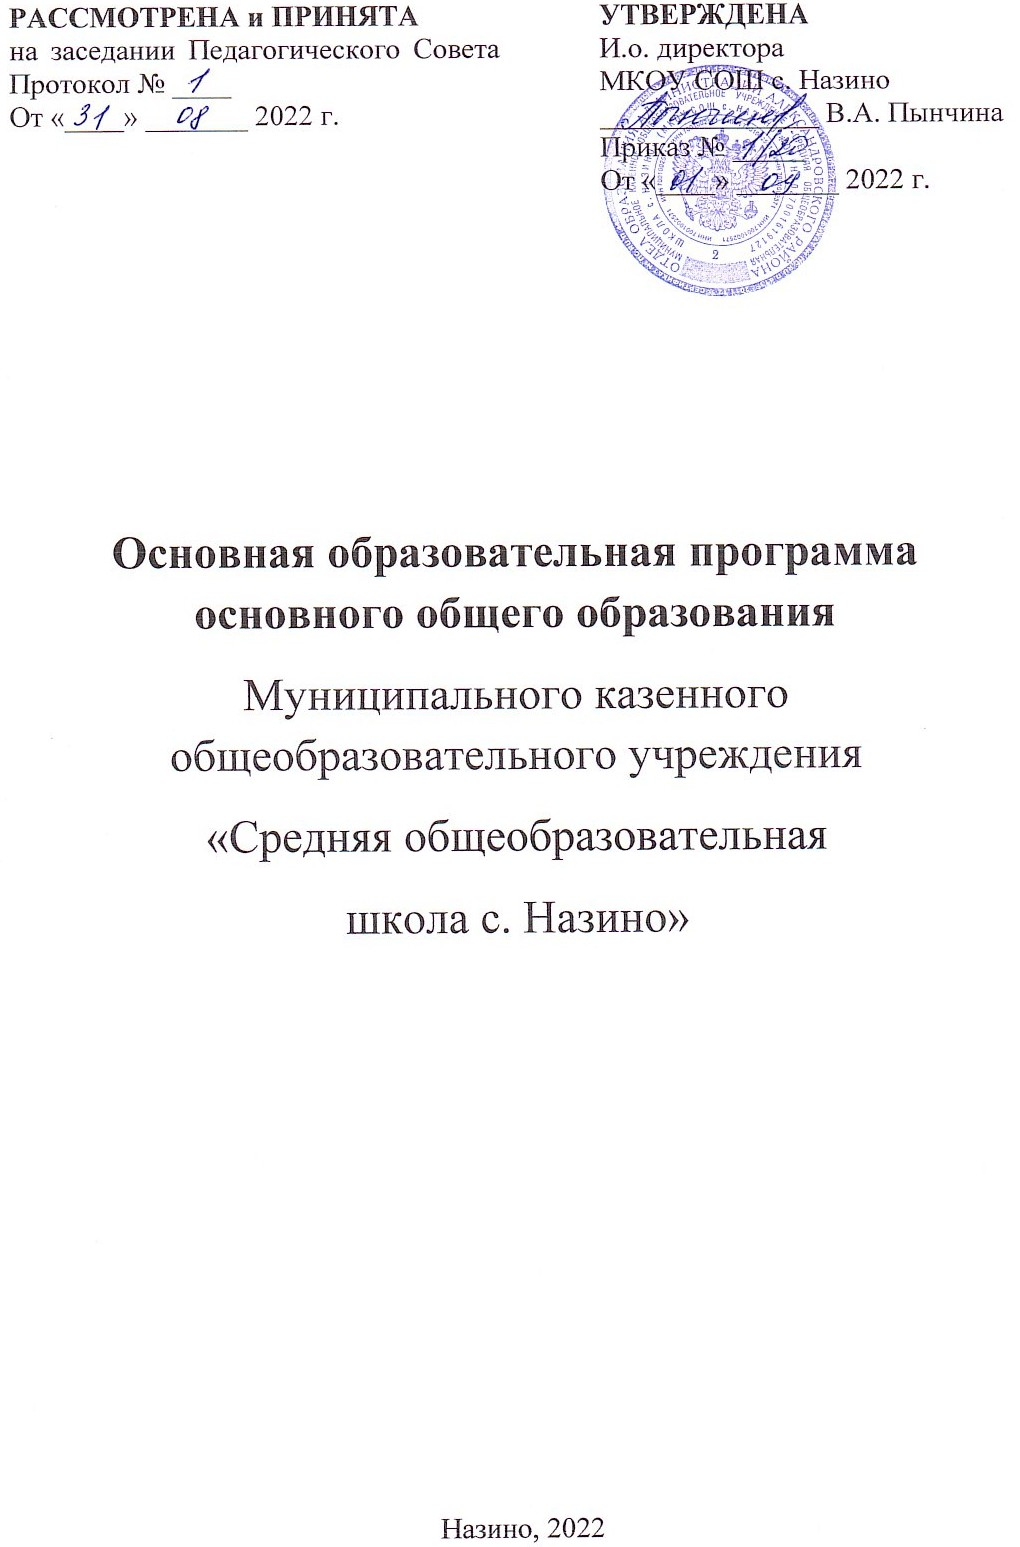 РАССМОТРЕНА и ПРИНЯТА
на заседании Педагогического Совета
Протокол № 1
От «31» 08 2022 г.
УТВЕРЖДЕНА
И.о. директора
МКОУ СОШ с. Назино
В.А. Пынчина
Приказ №
От «01» 09 2022 г.
Основная образовательная программа
основного общего образования
Муниципального казенного
общеобразовательного учреждения
«Средняя общеобразовательная
школа с. Назино»
Назино, 2022